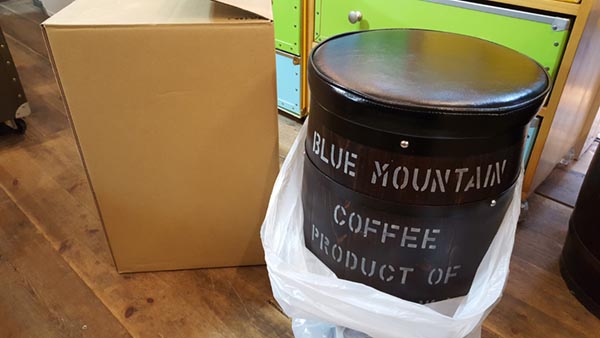 BLUE MOUNTAIN
COFFEE
PRODUCT OF